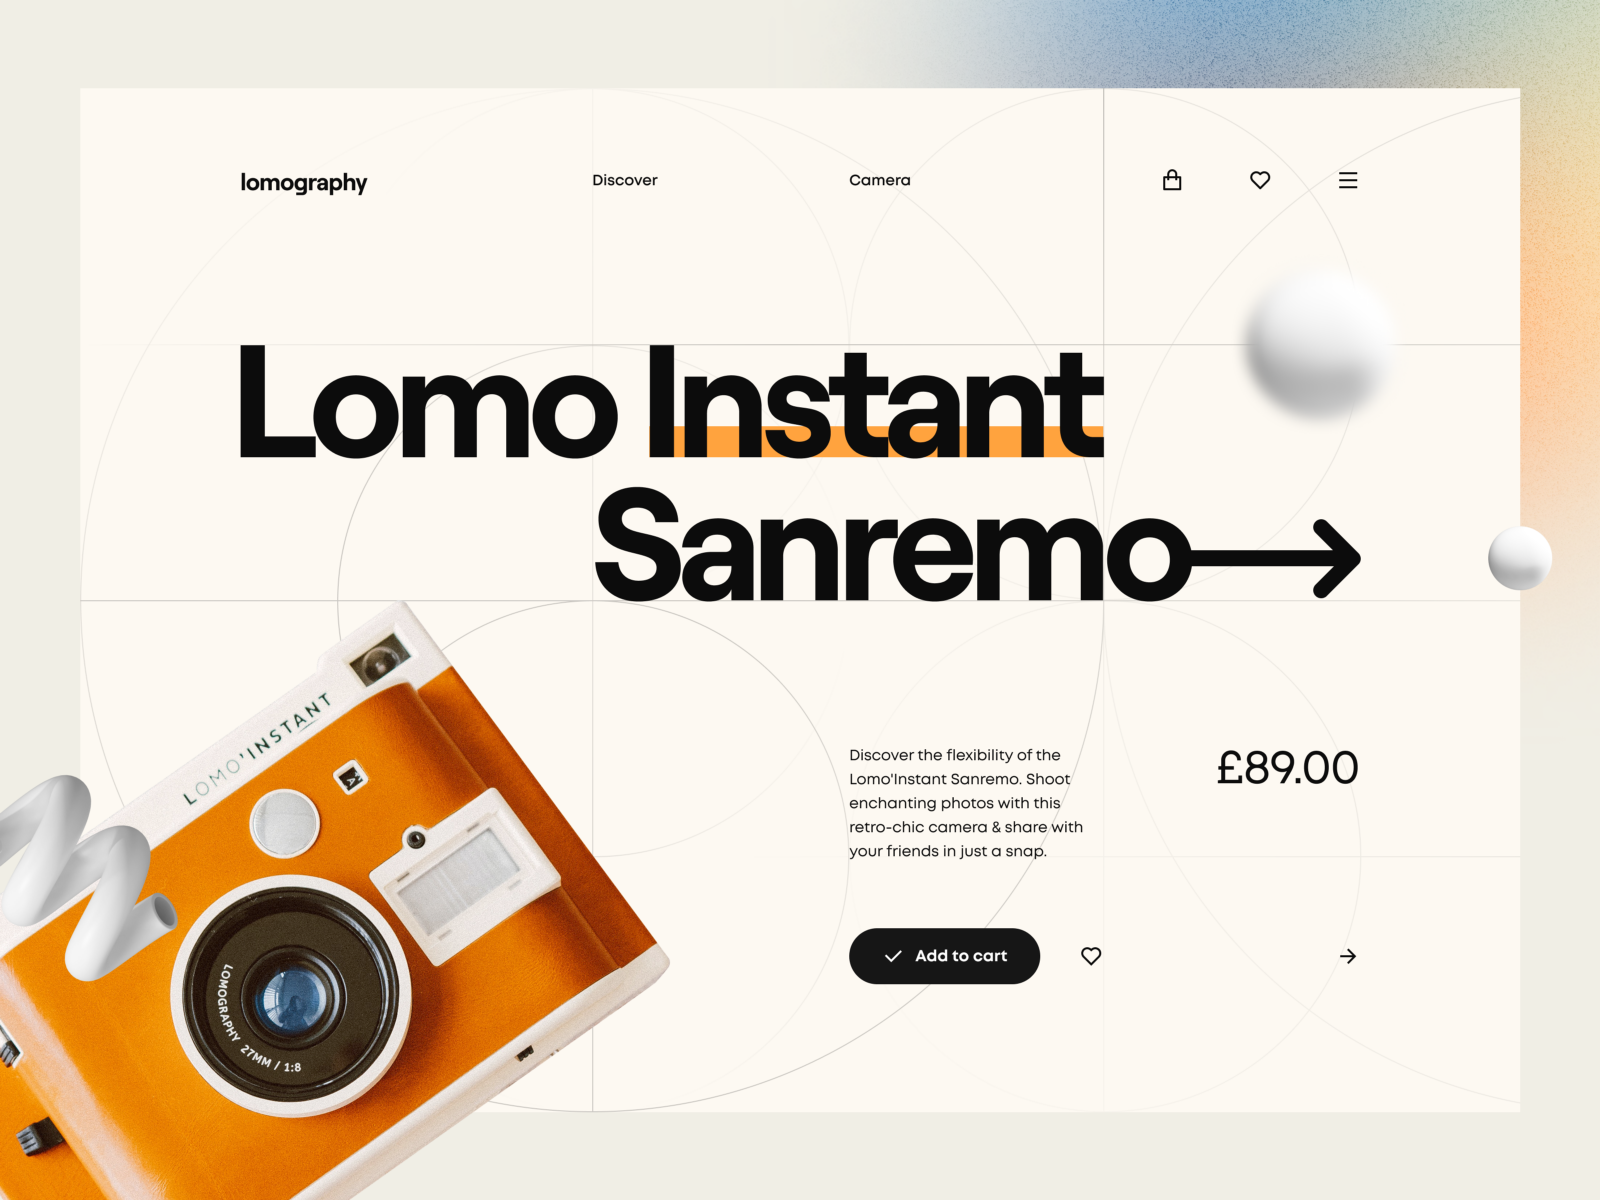 lomography
Discover
Camera
Lomo Instant
Sanremo
LOMO'INSTANT
Discover the flexibility of the
Lomo'Instant Sanremo. Shoot
enchanting photos with this
retro-chic camera & share with
your friends in just a snap.
£89.00
Add to cart
LOMOGRAPHY 27MM / 1:8